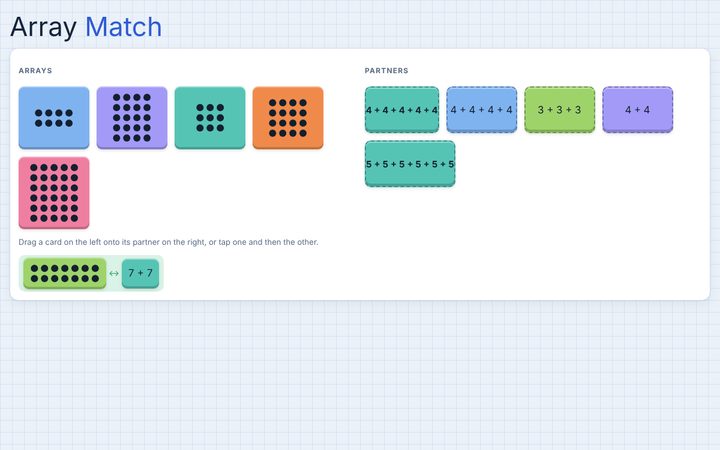 Array Match
ARRAYS
PARTNERS
4 + 4 + 4 + 4 + 4
4 + 4 + 4 + 4
3 + 3 + 3
4 + 4
5 + 5 + 5 + 5 + 5 + 5
Drag a card on the left onto its partner on the right, or tap one and then the other.
↔ 7 + 7